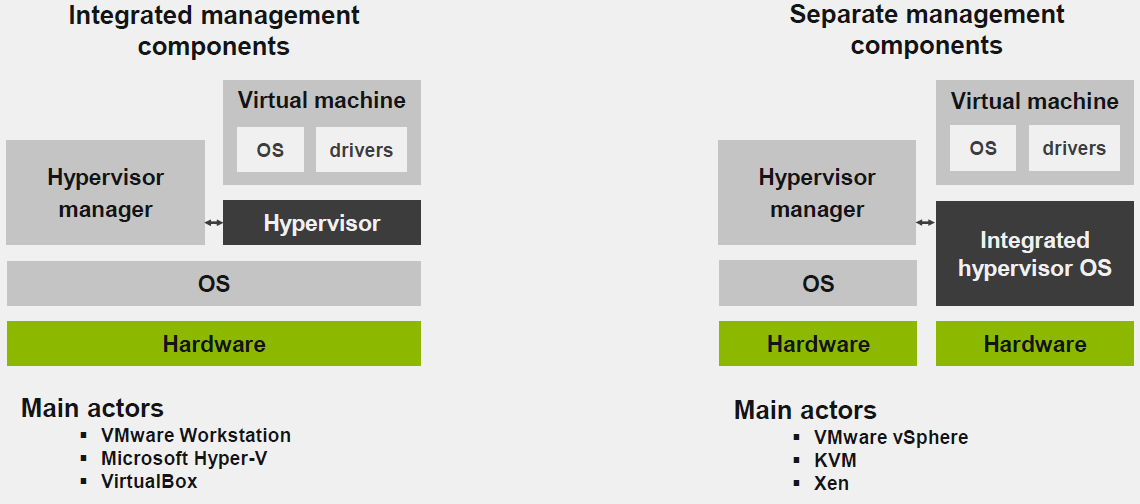 Integrated management
components
Virtual machine
OS
drivers
Hypervisor
manager
Hypervisor
OS
Hardware
Main actors
▪ VMware Workstation
▪ Microsoft Hyper-V
▪ VirtualBox
Separate management
components
Virtual machine
OS
drivers
Hypervisor
manager
Integrated
hypervisor OS
OS
Hardware
Hardware
Main actors
▪ VMware vSphere
▪ KVM
▪ Xen